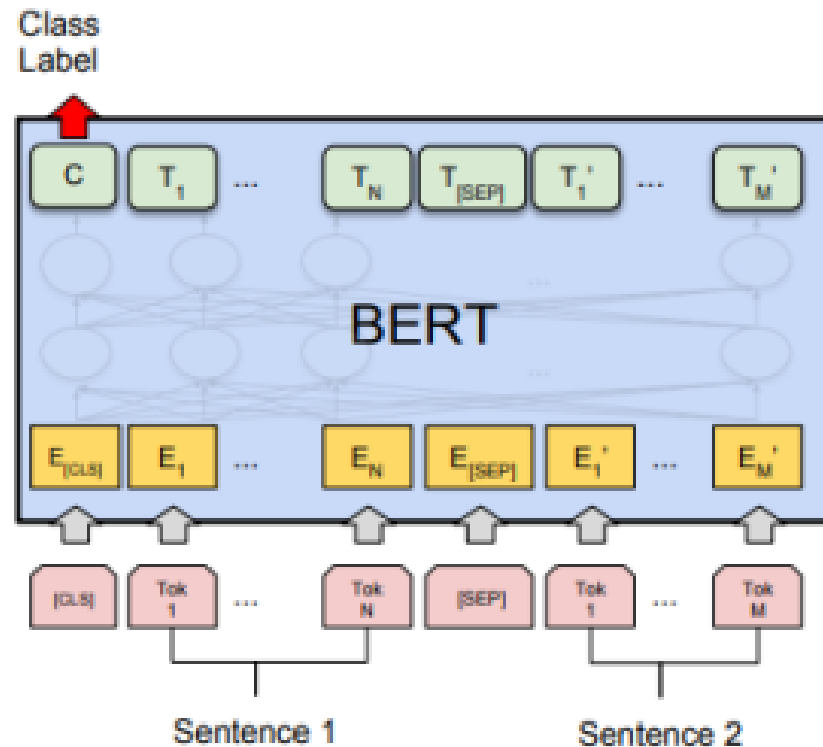 Class
Label
C T1 ... TN T[SEP] T1' ... TM'
...
BERT
...
E[CLS] E1 ... EN E[SEP] E1' ... EM'
[CLS] Tok 1 ... Tok N [SEP] Tok 1 ... Tok M
Sentence 1 Sentence 2